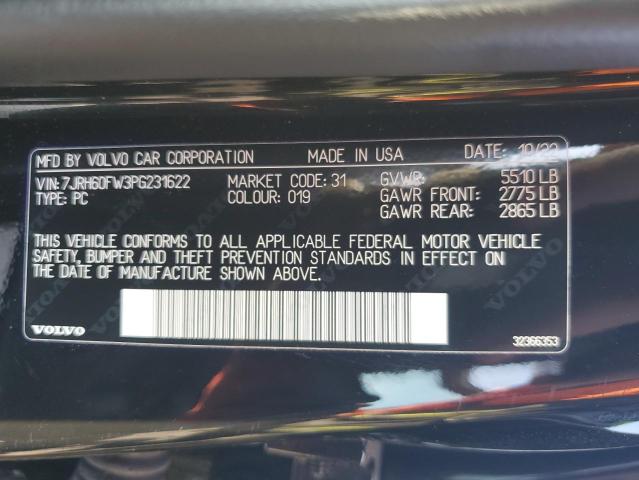 MFD BY VOLVO CAR CORPORATION MADE IN USA DATE: 10/22
VIN: 7JRH60FW3PG231622 MARKET CODE: 31 GVWR: 5510 LB
TYPE: PC COLOUR: 019 GAWR FRONT: 2775 LB
GAWR REAR: 2865 LB
THIS VEHICLE CONFORMS TO ALL APPLICABLE FEDERAL MOTOR VEHICLE
SAFETY, BUMPER AND THEFT PREVENTION STANDARDS IN EFFECT ON
THE DATE OF MANUFACTURE SHOWN ABOVE.
VOLVO 32366353